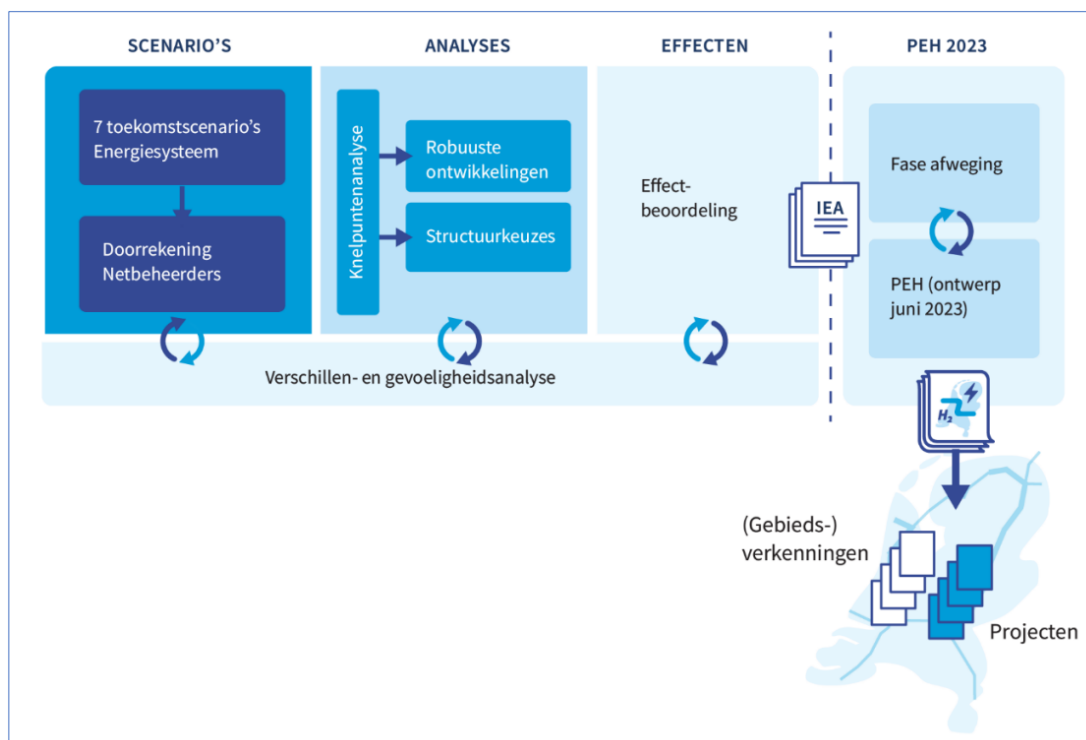 SCENARIO'S
ANALYSES
EFFECTEN
PEH 2023
7 toekomstscenario's
Energiesysteem
Doorrekening
Netbeheerders
Knelpuntenanalyse
Robuuste
ontwikkelingen
Structuurkeuzes
Effect-
beoordeling
IEA
Fase afweging
PEH (ontwerp
juni 2023)
Verschillen- en gevoeligheidsanalyse
H₂
(Gebieds-)
verkenningen
Projecten